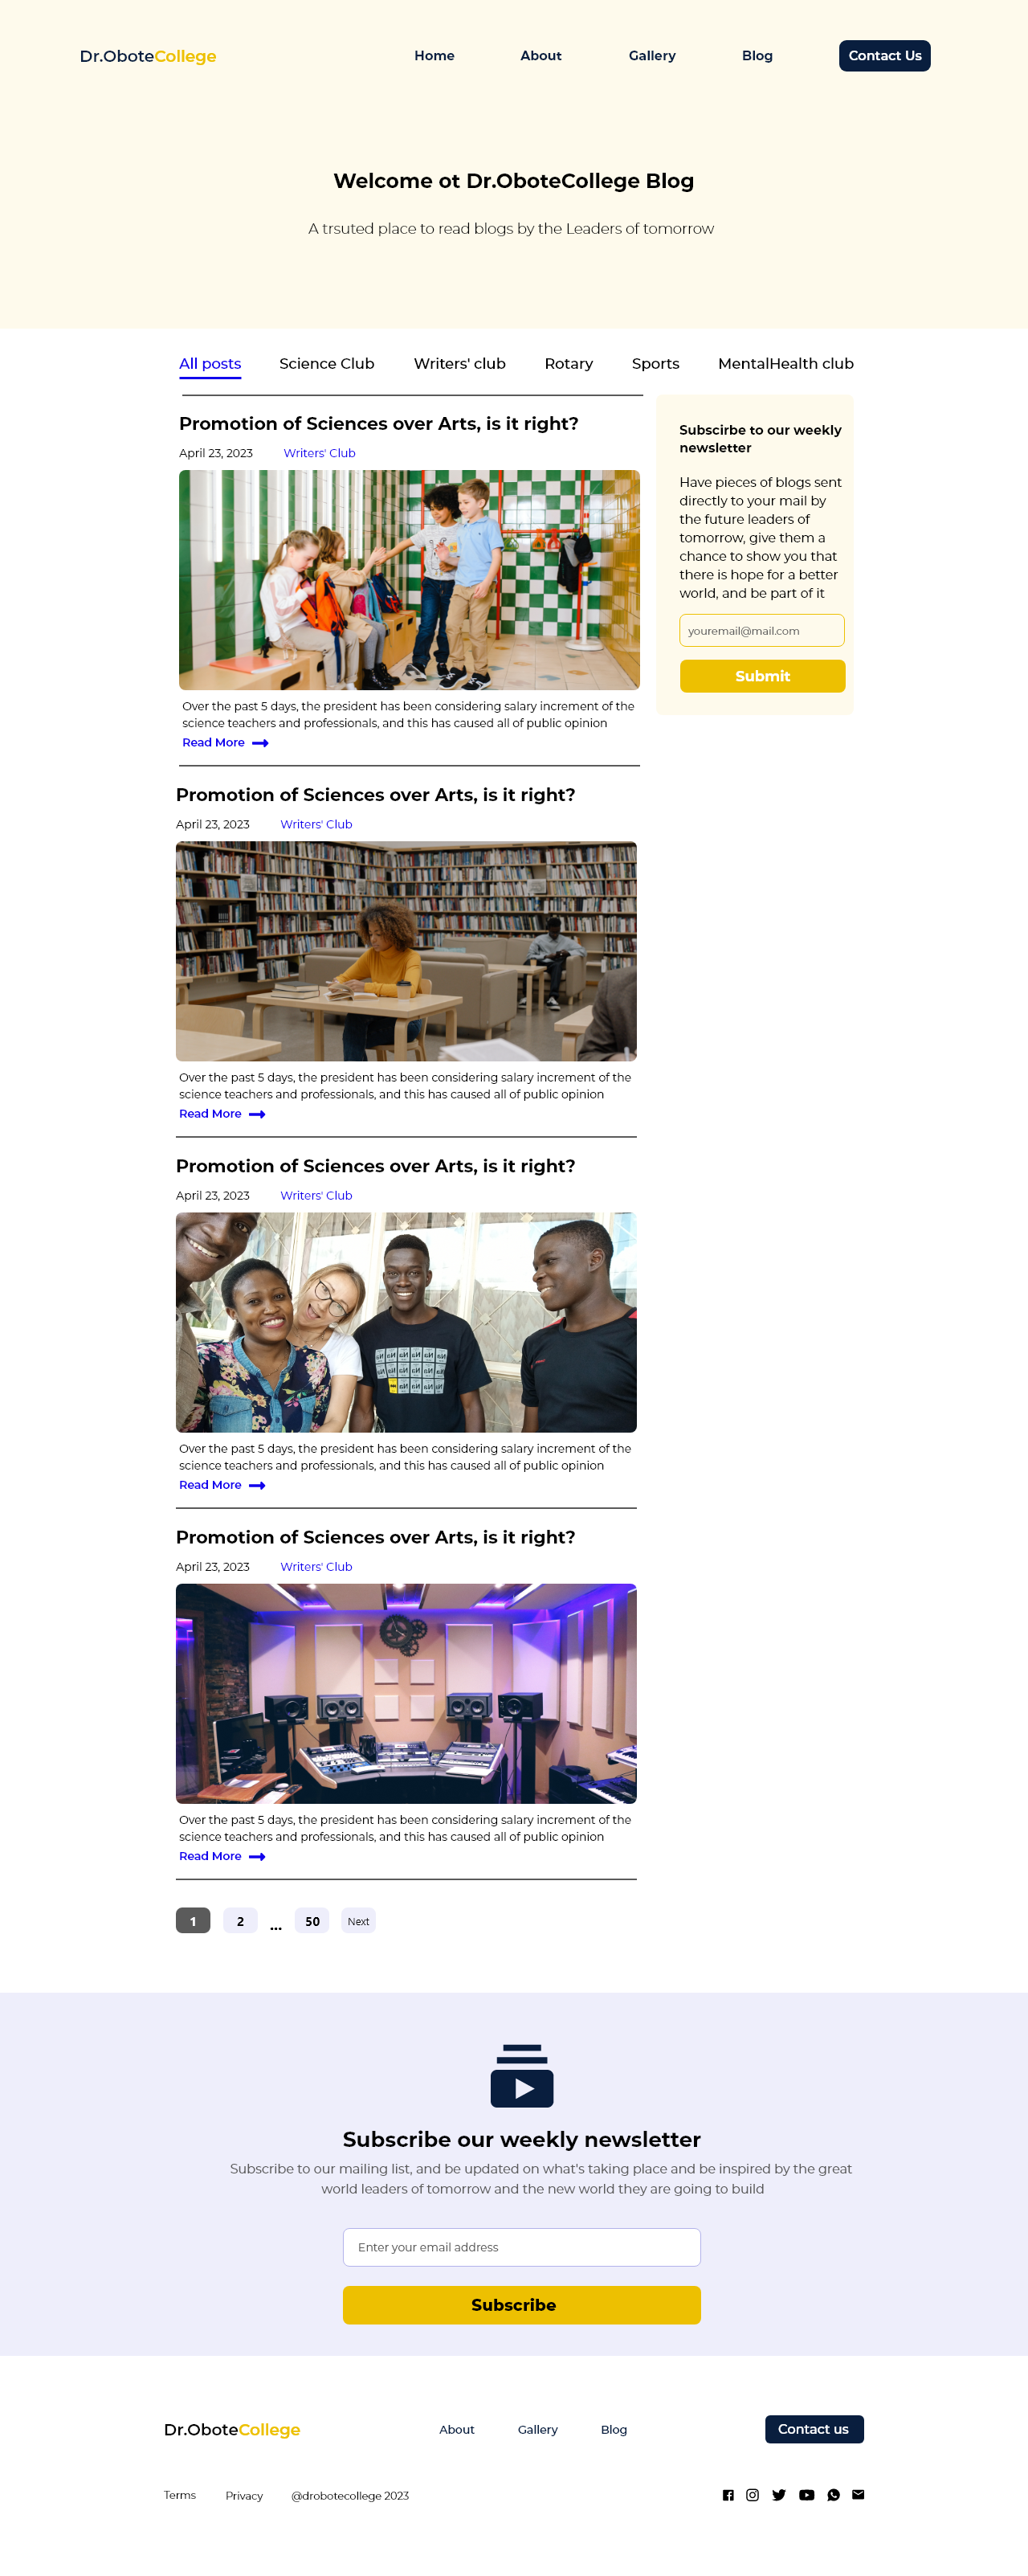 Dr.OboteCollege
Home
About
Gallery
Blog
Contact Us
Welcome ot Dr.OboteCollege Blog
A trsuted place to read blogs by the Leaders of tomorrow
All posts
Science Club
Writers' club
Rotary
Sports
MentalHealth club
Promotion of Sciences over Arts, is it right?
April 23, 2023
Writers' Club
Over the past 5 days, the president has been considering salary increment of the
science teachers and professionals, and this has caused all of public opinion
Read More
Subscirbe to our weekly
newsletter
Have pieces of blogs sent
directly to your mail by
the future leaders of
tomorrow, give them a
chance to show you that
there is hope for a better
world, and be part of it
youremail@mail.com
Submit
Promotion of Sciences over Arts, is it right?
April 23, 2023
Writers' Club
Over the past 5 days, the president has been considering salary increment of the
science teachers and professionals, and this has caused all of public opinion
Read More
Promotion of Sciences over Arts, is it right?
April 23, 2023
Writers' Club
Over the past 5 days, the president has been considering salary increment of the
science teachers and professionals, and this has caused all of public opinion
Read More
Promotion of Sciences over Arts, is it right?
April 23, 2023
Writers' Club
Over the past 5 days, the president has been considering salary increment of the
science teachers and professionals, and this has caused all of public opinion
Read More
1
2
...
50
Next
Subscribe our weekly newsletter
Subscribe to our mailing list, and be updated on what's taking place and be inspired by the great
world leaders of tomorrow and the new world they are going to build
Enter your email address
Subscribe
Dr.OboteCollege
About
Gallery
Blog
Contact us
Terms
Privacy
@drobotecollege 2023